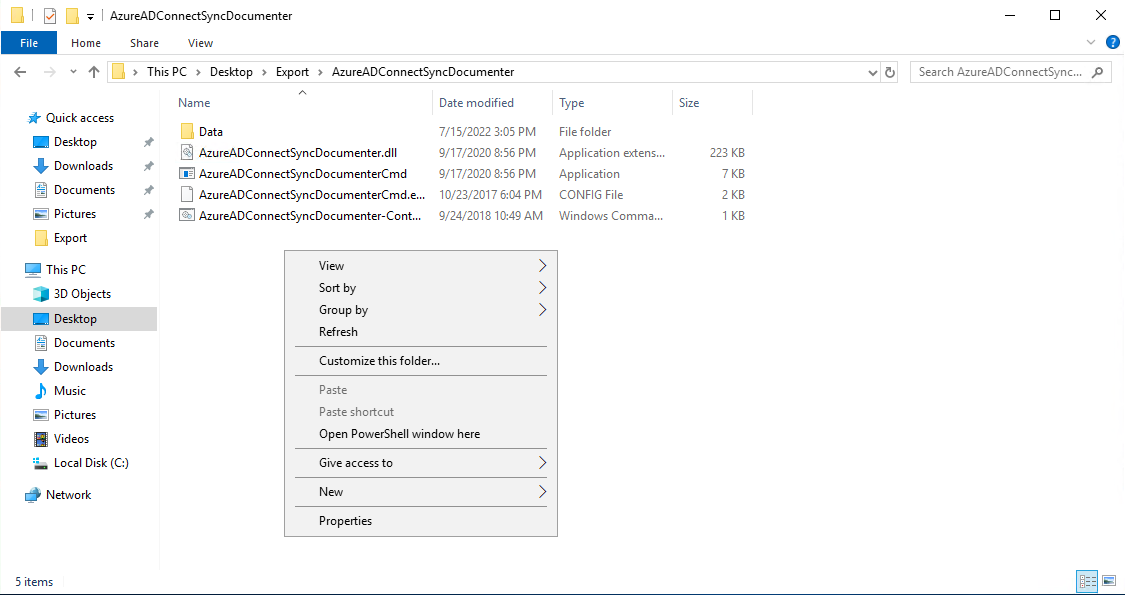 AzureADConnectSyncDocumenter
File Home Share View
This PC Desktop Export AzureADConnectSyncDocumenter
Search AzureADConnectSync...
Quick access
Desktop
Downloads
Documents
Pictures
Export
This PC
3D Objects
Desktop
Documents
Downloads
Music
Pictures
Videos
Local Disk (C:)
Network
Name Date modified Type Size
Data 7/15/2022 3:05 PM File folder
AzureADConnectSyncDocumenter.dll 9/17/2020 8:56 PM Application extens... 223 KB
AzureADConnectSyncDocumenterCmd 9/17/2020 8:56 PM Application 7 KB
AzureADConnectSyncDocumenterCmd.e... 10/23/2017 6:04 PM CONFIG File 2 KB
AzureADConnectSyncDocumenter-Cont... 9/24/2018 10:49 AM Windows Comma... 1 KB
View
Sort by
Group by
Refresh
Customize this folder...
Paste
Paste shortcut
Open PowerShell window here
Give access to
New
Properties
5 items